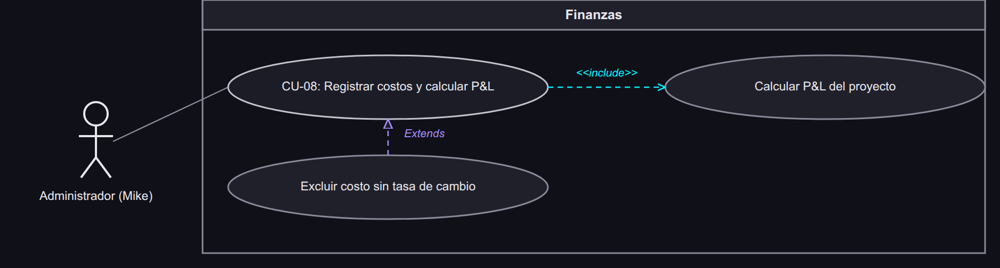 Finanzas
CU-08: Registrar costos y calcular P&L
<<include>>
Calcular P&L del proyecto
Extends
Excluir costo sin tasa de cambio
Administrador (Mike)